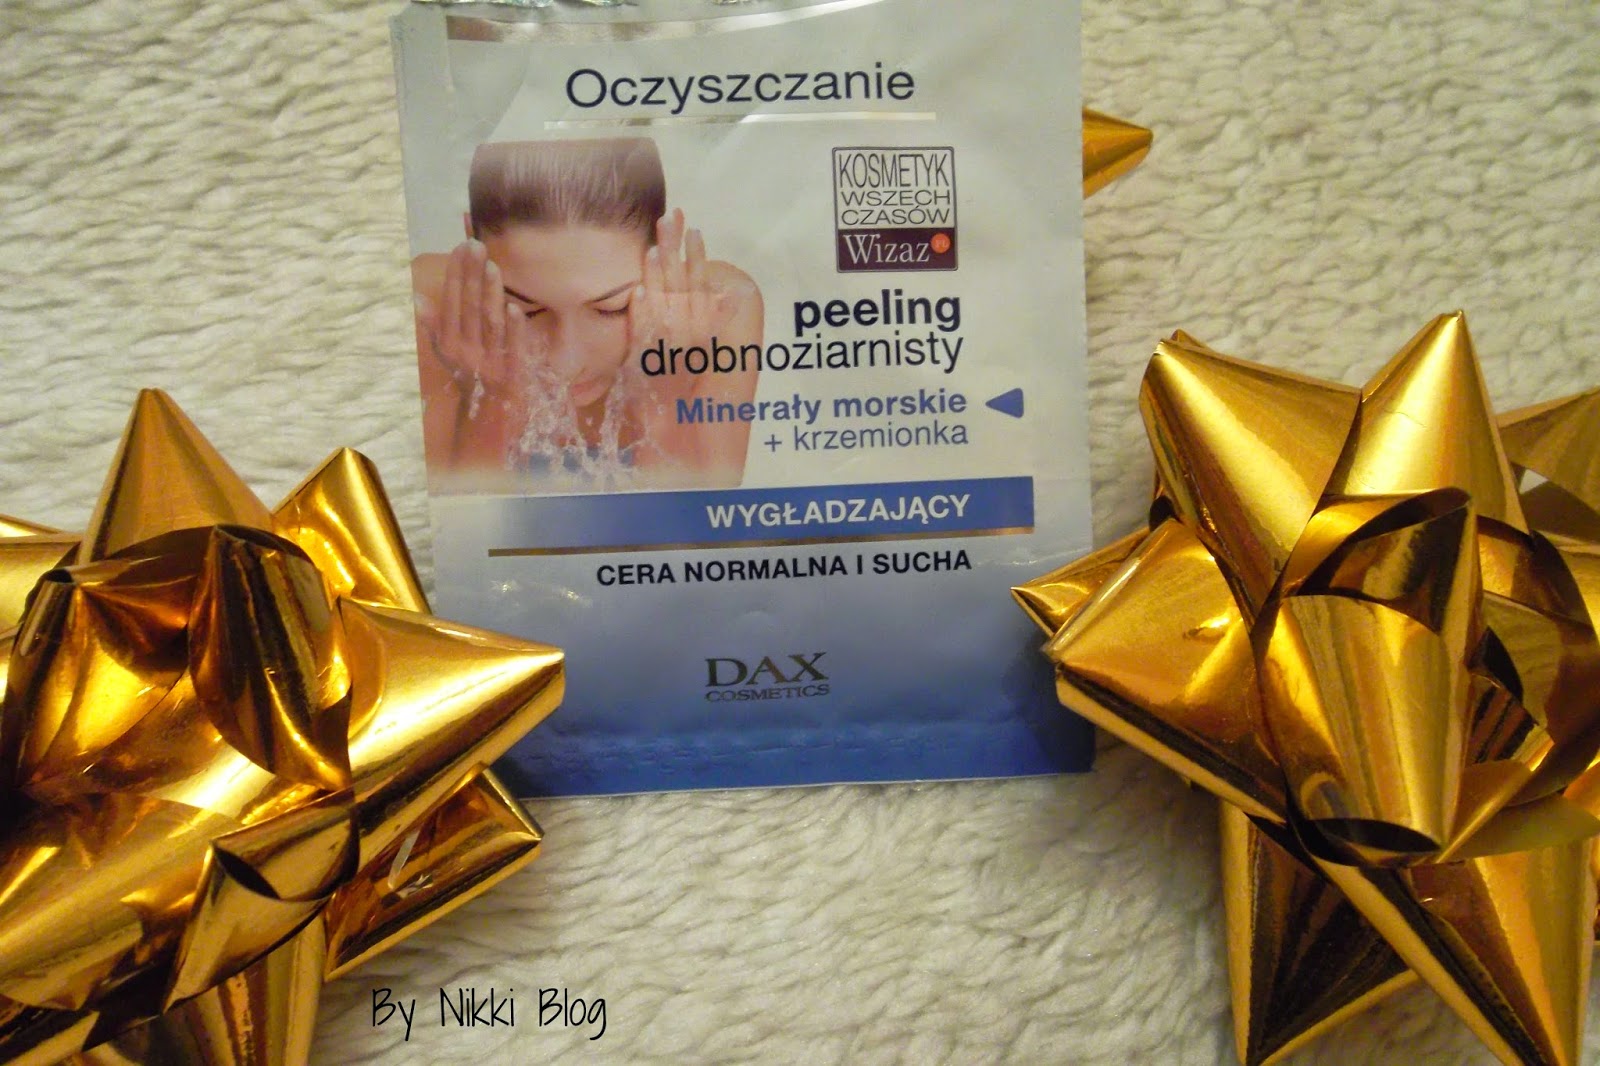 Oczyszczanie
KOSMETYK
WSZECH
CZASÓW
Wizaz PL
peeling
drobnoziarnisty
Minerały morskie
+ krzemionka
WYGŁADZAJĄCY
CERA NORMALNA I SUCHA
DAX
COSMETICS
By Nikki Blog